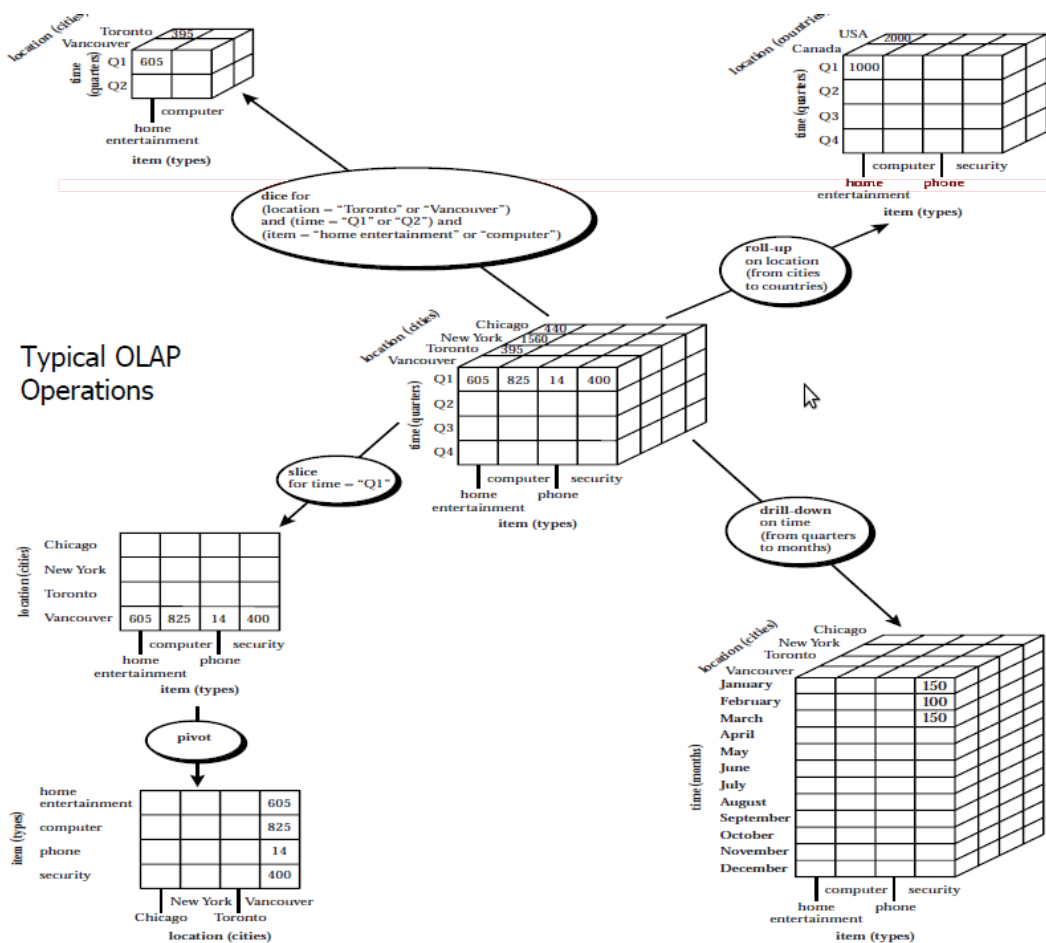 location (cities)
Toronto 395
Vancouver
Q1 605
Q2
time
(quarters)
computer
home
entertainment
item (types)
location (countries)
USA 2000
Canada
Q1 1000
Q2
Q3
Q4
time (quarters)
computer security
home phone
entertainment
item (types)
dice for
(location = “Toronto” or “Vancouver”)
and (time = “Q1” or “Q2”) and
(item = “home entertainment” or “computer”)
roll-up
on location
(from cities
to countries)
Typical OLAP
Operations
location (cities)
Chicago 440
New York 1560
Toronto 395
Vancouver
Q1 605 825 14 400
Q2
Q3
Q4
time (quarters)
computer security
home phone
entertainment
item (types)
slice
for time = “Q1”
drill-down
on time
(from quarters
to months)
Chicago
New York
Toronto
Vancouver 605 825 14 400
location (cities)
computer security
home phone
entertainment
item (types)
pivot
home
entertainment 605
computer 825
phone 14
security 400
item (types)
New York Vancouver
Chicago Toronto
location (cities)
location (cities)
Chicago
New York
Toronto
Vancouver
January 150
February 100
March 150
April
May
June
July
August
September
October
November
December
time (months)
computer security
home phone
entertainment
item (types)